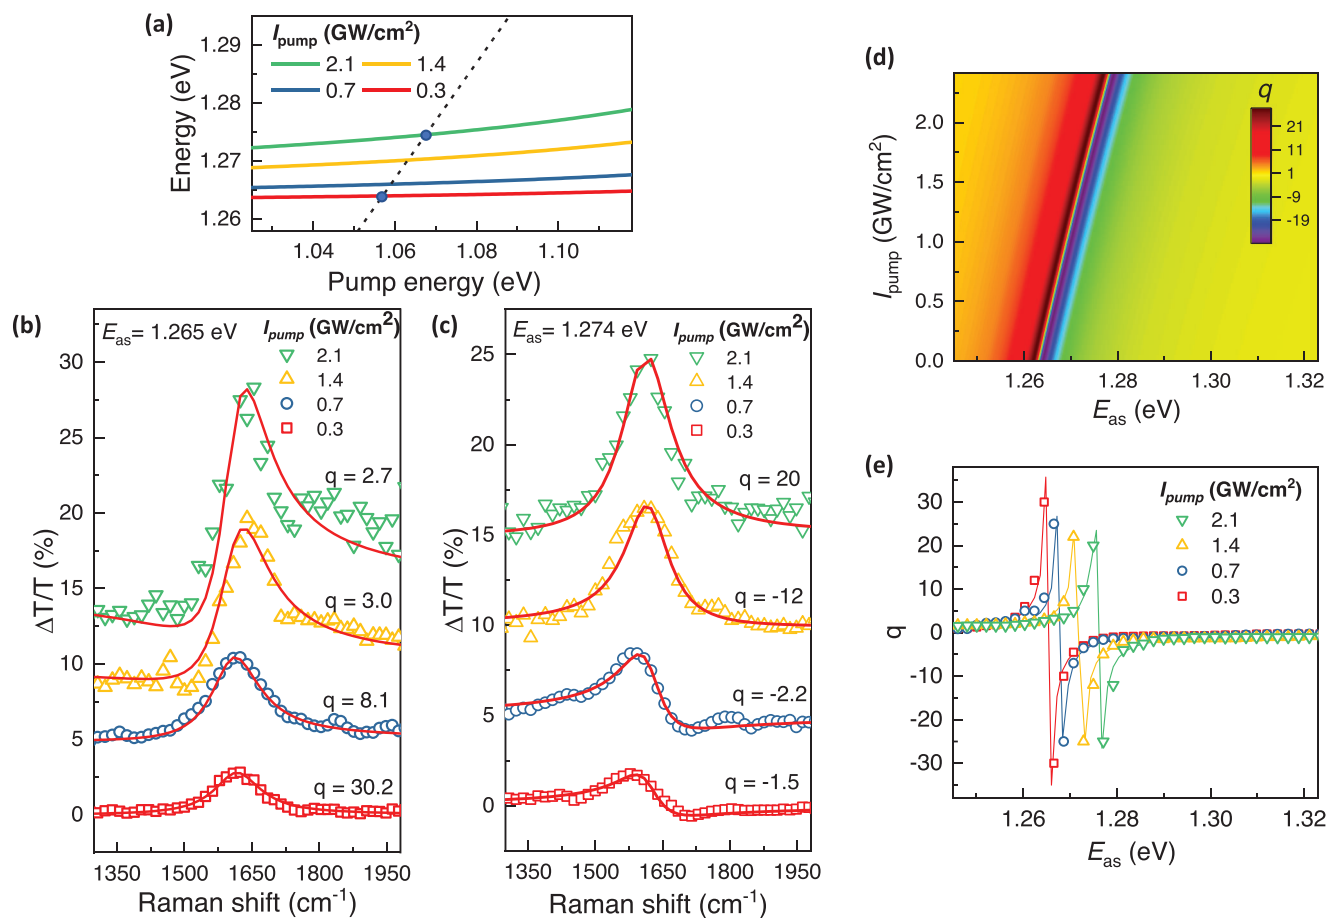 (a)
I_pump (GW/cm²)
2.1 1.4
0.7 0.3
1.29
1.28
1.27
1.26
Energy (eV)
1.04 1.06 1.08 1.10
Pump energy (eV)
(b)
E_as= 1.265 eV
I_pump (GW/cm²)
2.1
1.4
0.7
0.3
q = 2.7
q = 3.0
q = 8.1
q = 30.2
30
25
20
15
10
5
0
ΔT/T (%)
1350 1500 1650 1800 1950
Raman shift (cm⁻¹)
(c)
E_as= 1.274 eV
I_pump (GW/cm²)
2.1
1.4
0.7
0.3
q = 20
q = -12
q = -2.2
q = -1.5
25
20
15
10
5
0
ΔT/T (%)
1350 1500 1650 1800 1950
Raman shift (cm⁻¹)
(d)
q
21
11
1
-9
-19
2.0
1.5
1.0
0.5
0.0
I_pump (GW/cm²)
1.26 1.28 1.30 1.32
E_as (eV)
(e)
I_pump (GW/cm²)
2.1
1.4
0.7
0.3
30
20
10
0
-10
-20
-30
q
1.26 1.28 1.30 1.32
E_as (eV)